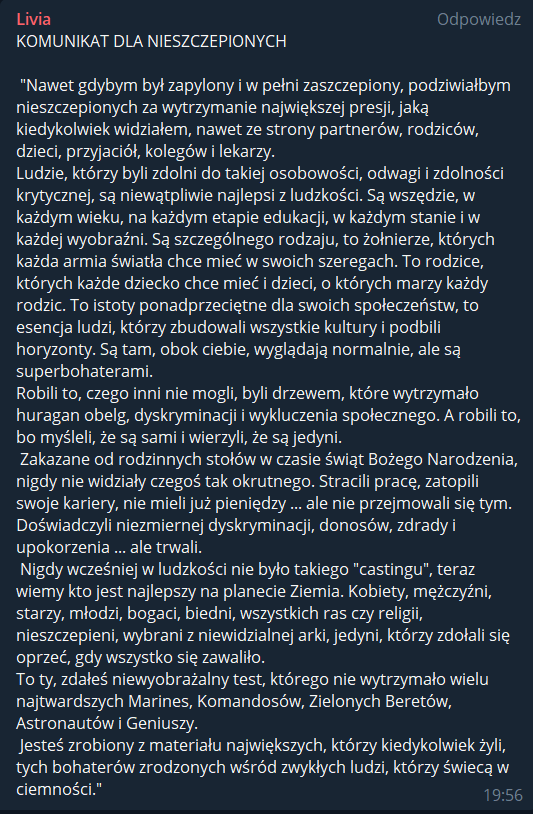 Livia Odpowiedz
KOMUNIKAT DLA NIESZCZEPIONYCH
"Nawet gdybym był zapylony i w pełni zaszczepiony, podziwiałbym
nieszczepionych za wytrzymanie największej presji, jaką
kiedykolwiek widziałem, nawet ze strony partnerów, rodziców,
dzieci, przyjaciół, kolegów i lekarzy.
Ludzie, którzy byli zdolni do takiej osobowości, odwagi i zdolności
krytycznej, są niewątpliwie najlepsi z ludzkości. Są wszędzie, w
każdym wieku, na każdym etapie edukacji, w każdym stanie i w
każdej wyobraźni. Są szczególnego rodzaju, to żołnierze, których
każda armia światła chce mieć w swoich szeregach. To rodzice,
których każde dziecko chce mieć i dzieci, o których marzy każdy
rodzic. To istoty ponadprzeciętne dla swoich społeczeństw, to
esencja ludzi, którzy zbudowali wszystkie kultury i podbili
horyzonty. Są tam, obok ciebie, wyglądają normalnie, ale są
superbohaterami.
Robili to, czego inni nie mogli, byli drzewem, które wytrzymało
huragan obelg, dyskryminacji i wykluczenia społecznego. A robili to,
bo myśleli, że są sami i wierzyli, że są jedyni.
Zakazane od rodzinnych stołów w czasie świąt Bożego Narodzenia,
nigdy nie widziały czegoś tak okrutnego. Stracili pracę, zatopili
swoje kariery, nie mieli już pieniędzy ... ale nie przejmowali się tym.
Doświadczyli niezmiernej dyskryminacji, donosów, zdrady i
upokorzenia ... ale trwali.
Nigdy wcześniej w ludzkości nie było takiego "castingu", teraz
wiemy kto jest najlepszy na planecie Ziemia. Kobiety, mężczyźni,
starzy, młodzi, bogaci, biedni, wszystkich ras czy religii,
nieszczepieni, wybrani z niewidzialnej arki, jedyni, którzy zdołali się
oprzeć, gdy wszystko się zawaliło.
To ty, zdałeś niewyobrażalny test, którego nie wytrzymało wielu
najtwardszych Marines, Komandosów, Zielonych Beretów,
Astronautów i Geniuszy.
Jesteś zrobiony z materiału największych, którzy kiedykolwiek żyli,
tych bohaterów zrodzonych wśród zwykłych ludzi, którzy świecą w
ciemności."
19:56